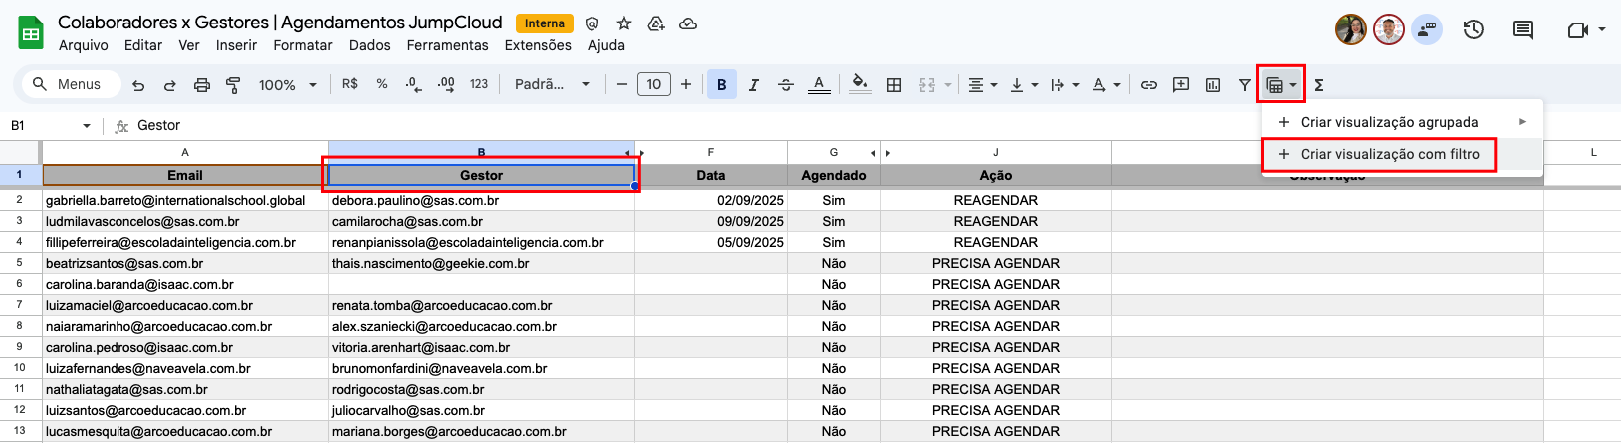 Colaboradores x Gestores | Agendamentos JumpCloud Interna
Arquivo Editar Ver Inserir Formatar Dados Ferramentas Extensões Ajuda
Menus 100% R$ % .0 .00 123 Padrã... − 10 + B I S A A Σ
B1 fx Gestor
+ Criar visualização agrupada
+ Criar visualização com filtro
A B F G J L
1 Email Gestor Data Agendado Ação Observação
2 gabriella.barreto@internationalschool.global debora.paulino@sas.com.br 02/09/2025 Sim REAGENDAR
3 ludmilavasconcelos@sas.com.br camilarocha@sas.com.br 09/09/2025 Sim REAGENDAR
4 fillipeferreira@escoladainteligencia.com.br renanpianissola@escoladainteligencia.com.br 05/09/2025 Sim REAGENDAR
5 beatrizsantos@sas.com.br thais.nascimento@geekie.com.br Não PRECISA AGENDAR
6 carolina.baranda@isaac.com.br Não PRECISA AGENDAR
7 luizamaciel@arcoeducacao.com.br renata.tomba@arcoeducacao.com.br Não PRECISA AGENDAR
8 naiaramarinho@arcoeducacao.com.br alex.szaniecki@arcoeducacao.com.br Não PRECISA AGENDAR
9 carolina.pedroso@isaac.com.br vitoria.arenhart@isaac.com.br Não PRECISA AGENDAR
10 luizafernandes@naveavela.com.br brunomonfardini@naveavela.com.br Não PRECISA AGENDAR
11 nathaliatagata@sas.com.br rodrigocosta@sas.com.br Não PRECISA AGENDAR
12 luizsantos@arcoeducacao.com.br juliocarvalho@sas.com.br Não PRECISA AGENDAR
13 lucasmesquita@arcoeducacao.com.br mariana.borges@arcoeducacao.com.br Não PRECISA AGENDAR